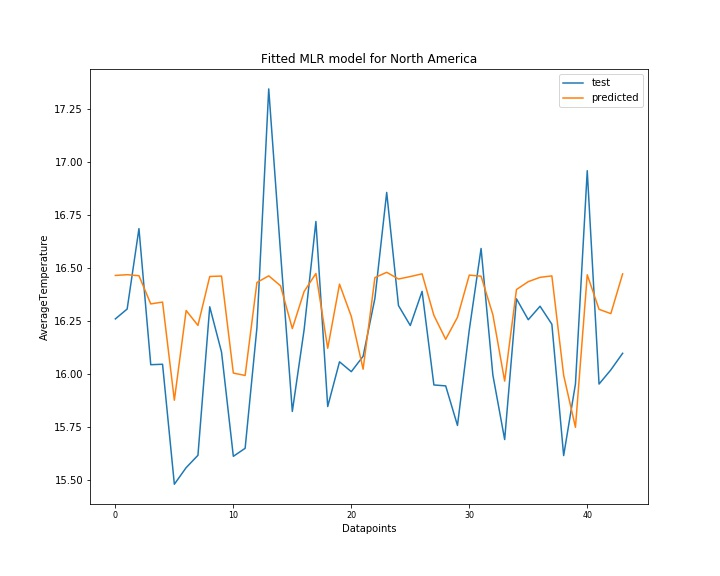 Fitted MLR model for North America
test
predicted
17.25
17.00
16.75
16.50
16.25
16.00
15.75
15.50
AverageTemperature
0
10
20
30
40
Datapoints